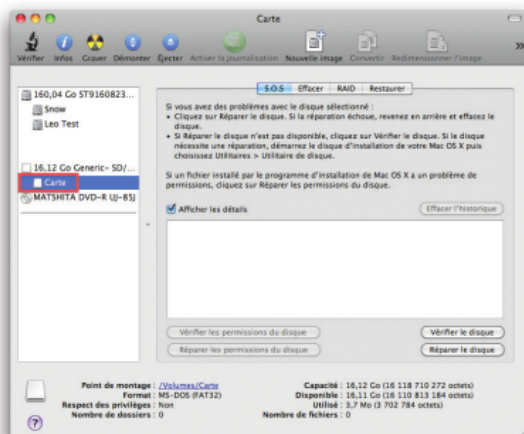 Carte
Vérifier Infos Graver Démonter Éjecter Activer la journalisation Nouvelle image Convertir Redimensionner l'image
S.O.S Effacer RAID Restaurer
160,04 Go ST9160823...
Snow
Leo Test
16,12 Go Generic- SD/...
Carte
MATSHITA DVD-R UJ-85J
Si vous avez des problèmes avec le disque sélectionné :
• Cliquez sur Réparer le disque. Si la réparation échoue, revenez en arrière et effacez le
disque.
• Si Réparer le disque n'est pas disponible, cliquez sur Vérifier le disque. Si le disque
nécessite une réparation, démarrez le disque d'installation de votre Mac OS X puis
choisissez Utilitaires > Utilitaire de disque.
Si un fichier installé par le programme d'installation de Mac OS X a un problème de
permissions, cliquez sur Réparer les permissions du disque.
Afficher les détails
Effacer l'historique
Vérifier les permissions du disque
Vérifier le disque
Réparer les permissions du disque
Réparer le disque
Point de montage : /Volumes/Carte
Format : MS-DOS (FAT32)
Respect des privilèges : Non
Nombre de dossiers : 0
Capacité : 16,12 Go (16 118 710 272 octets)
Disponible : 16,11 Go (16 110 813 184 octets)
Utilisé : 3,7 Mo (3 702 784 octets)
Nombre de fichiers : 0
?